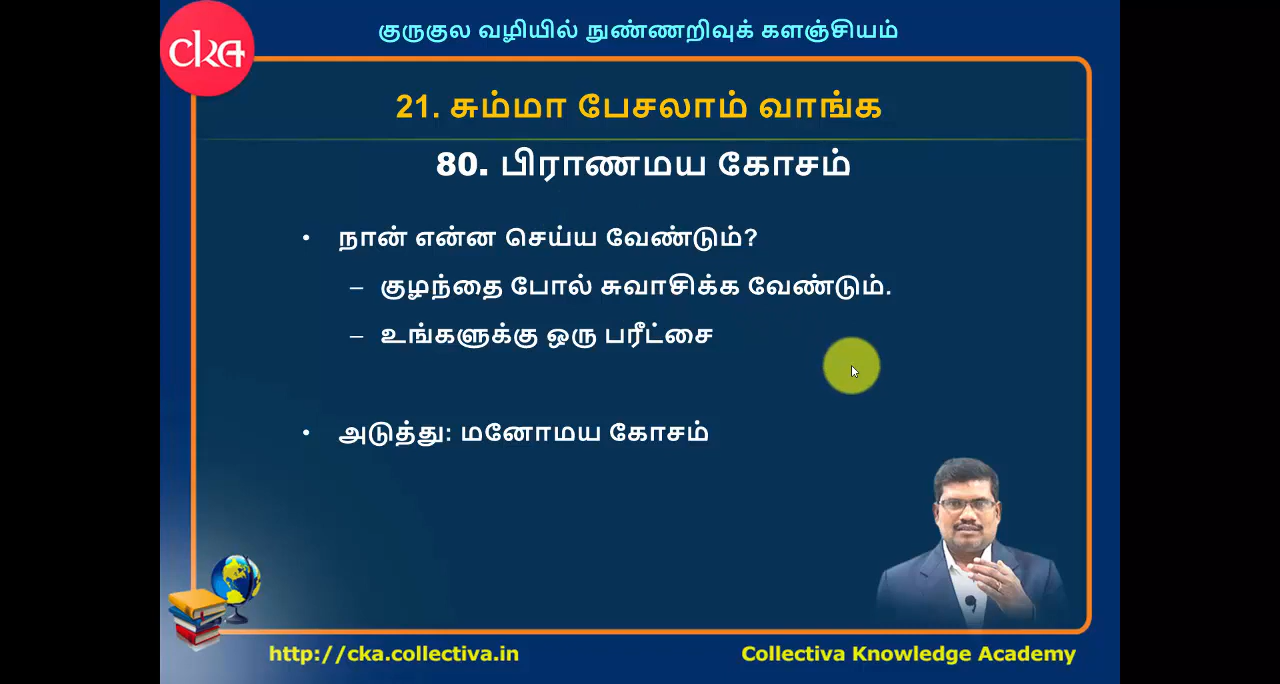 cka
குருகுல வழியில் நுண்ணறிவுக் களஞ்சியம்
21. சும்மா பேசலாம் வாங்க
80. பிராணமய கோசம்
• நான் என்ன செய்ய வேண்டும்?
– குழந்தை போல் சுவாசிக்க வேண்டும்.
– உங்களுக்கு ஒரு பரீட்சை
• அடுத்து: மனோமய கோசம்
http://cka.collectiva.in
Collectiva Knowledge Academy